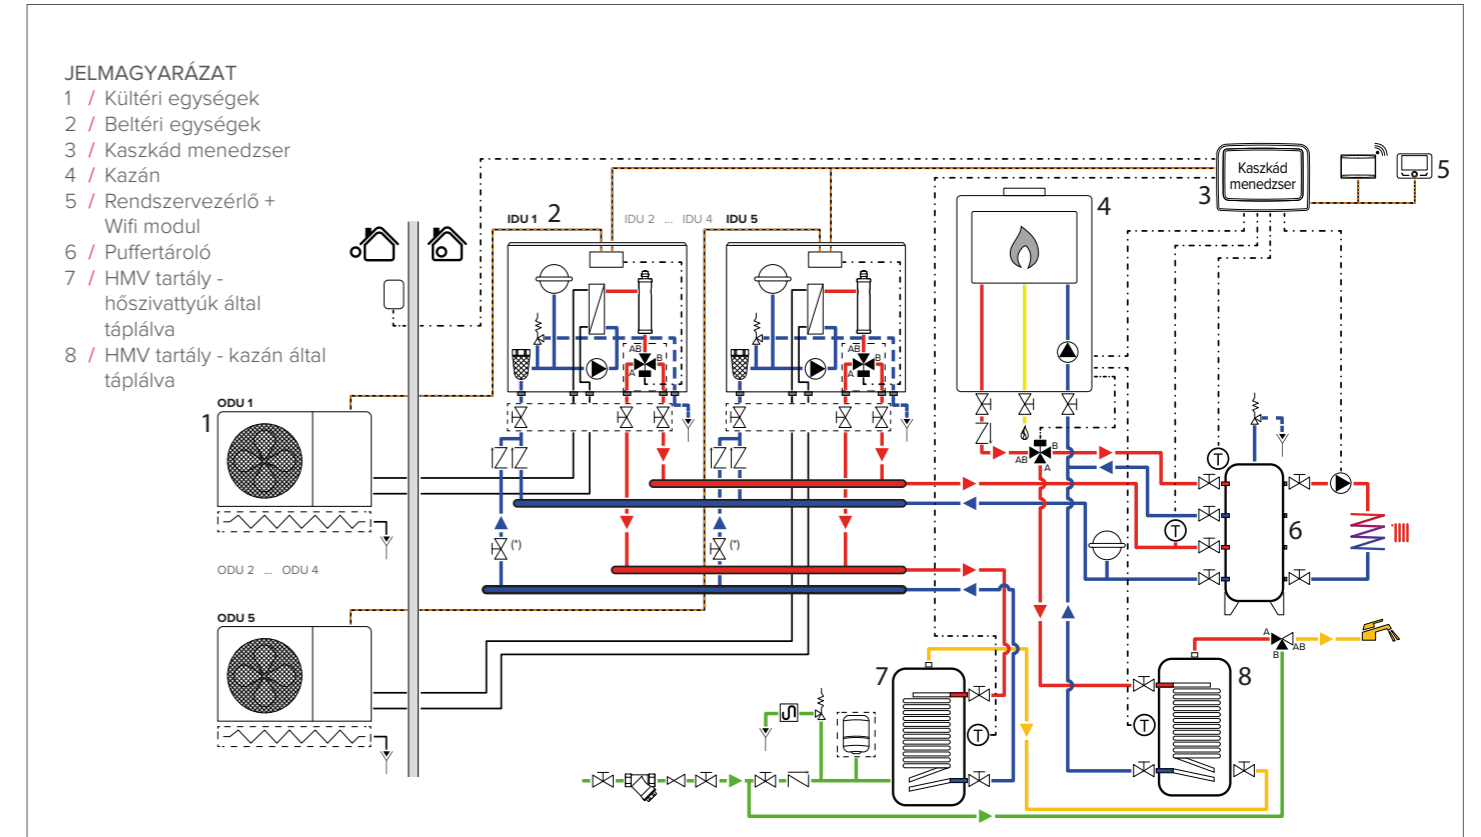 JELMAGYARÁZAT
1 / Kültéri egységek
2 / Beltéri egységek
3 / Kaszkád menedzser
4 / Kazán
5 / Rendszervezérlő +
Wifi modul
6 / Puffertároló
7 / HMV tartály -
hőszivattyúk által
táplálva
8 / HMV tartály - kazán által
táplálva
Kaszkád
menedzser
3
5
4
IDU 1
2
IDU 2 ... IDU 4
IDU 5
AB
B
A
AB
B
A
ODU 1
1
AB
B
A
T
T
6
(*)
(*)
ODU 2 ... ODU 4
ODU 5
A
B
AB
7
8
T
T